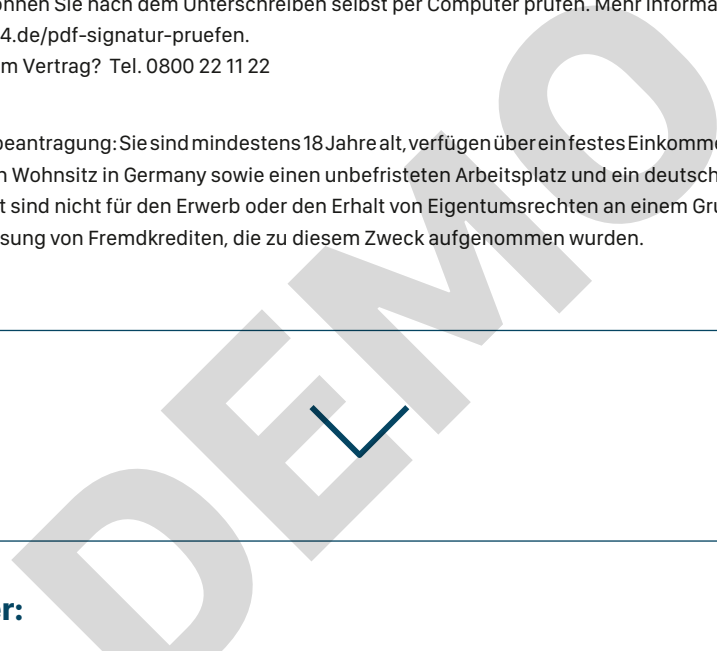 önnen Sie nach dem Unterschreiben selbst per Computer prüfen. Mehr Informa
4.de/pdf-signatur-pruefen.
m Vertrag? Tel. 0800 22 11 22
beantragung: Sie sind mindestens 18 Jahre alt, verfügen über ein festes Einkomme
n Wohnsitz in Germany sowie einen unbefristeten Arbeitsplatz und ein deutsch
t sind nicht für den Erwerb oder den Erhalt von Eigentumsrechten an einem Gru
sung von Fremdkrediten, die zu diesem Zweck aufgenommen wurden.
DEMO
r: